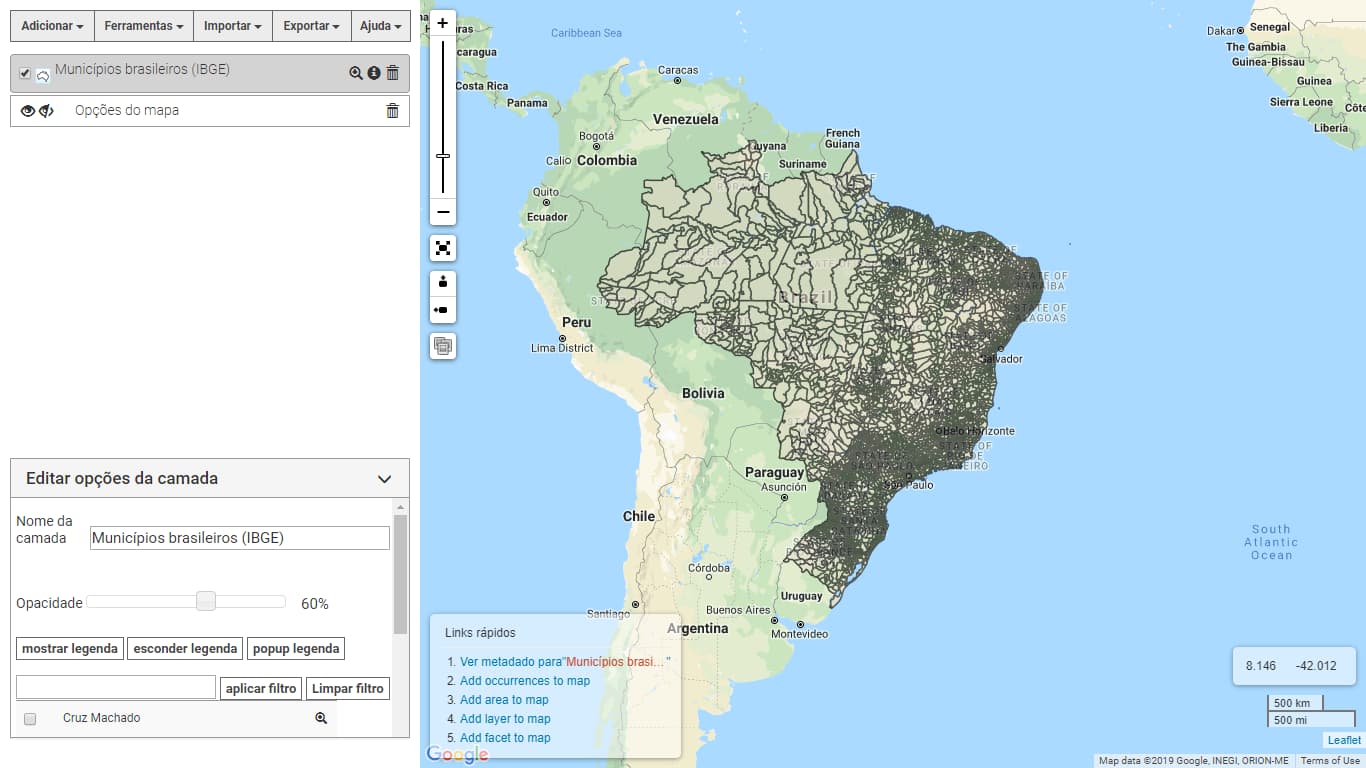 Adicionar Ferramentas Importar Exportar Ajuda
Municípios brasileiros (IBGE)
Opções do mapa
Editar opções da camada
Nome da
camada
Municípios brasileiros (IBGE)
Opacidade 60%
mostrar legenda esconder legenda popup legenda
aplicar filtro Limpar filtro
Cruz Machado
Caribbean Sea
Costa Rica
Panama
Caracas
Venezuela
Bogotá
Cali
Colombia
Guyana
Suriname
French
Guiana
Quito
Ecuador
Brazil
Peru
Lima District
Bolivia
STATE OF
PARAÍBA
STATE OF
ALAGOAS
Salvador
Belo Horizonte
STATE OF
RIO DE
JANEIRO
São Paulo
Paraguay
Asunción
Chile
Córdoba
Santiago
Uruguay
Buenos Aires
Argentina
Montevideo
Dakar
Senegal
The Gambia
Guinea-Bissau
Guinea
Sierra Leone
Côte
Liberia
South
Atlantic
Ocean
Links rápidos
1. Ver metadado para"Municípios brasi... "
2. Add occurrences to map
3. Add area to map
4. Add layer to map
5. Add facet to map
Google
8.146 -42.012
500 km
500 mi
Leaflet
Map data ©2019 Google, INEGI, ORION-ME Terms of Use